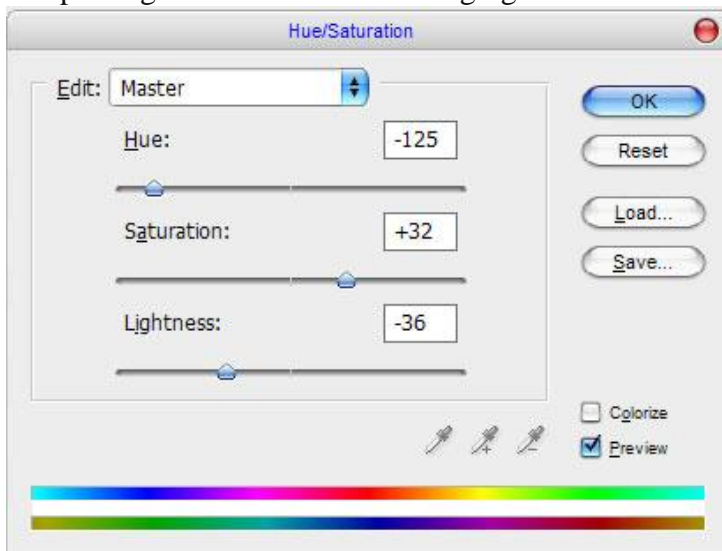 Hue/Saturation
Edit: Master
OK
Hue: -125
Reset
Load...
Saturation: +32
Save...
Lightness: -36
Colorize
Preview